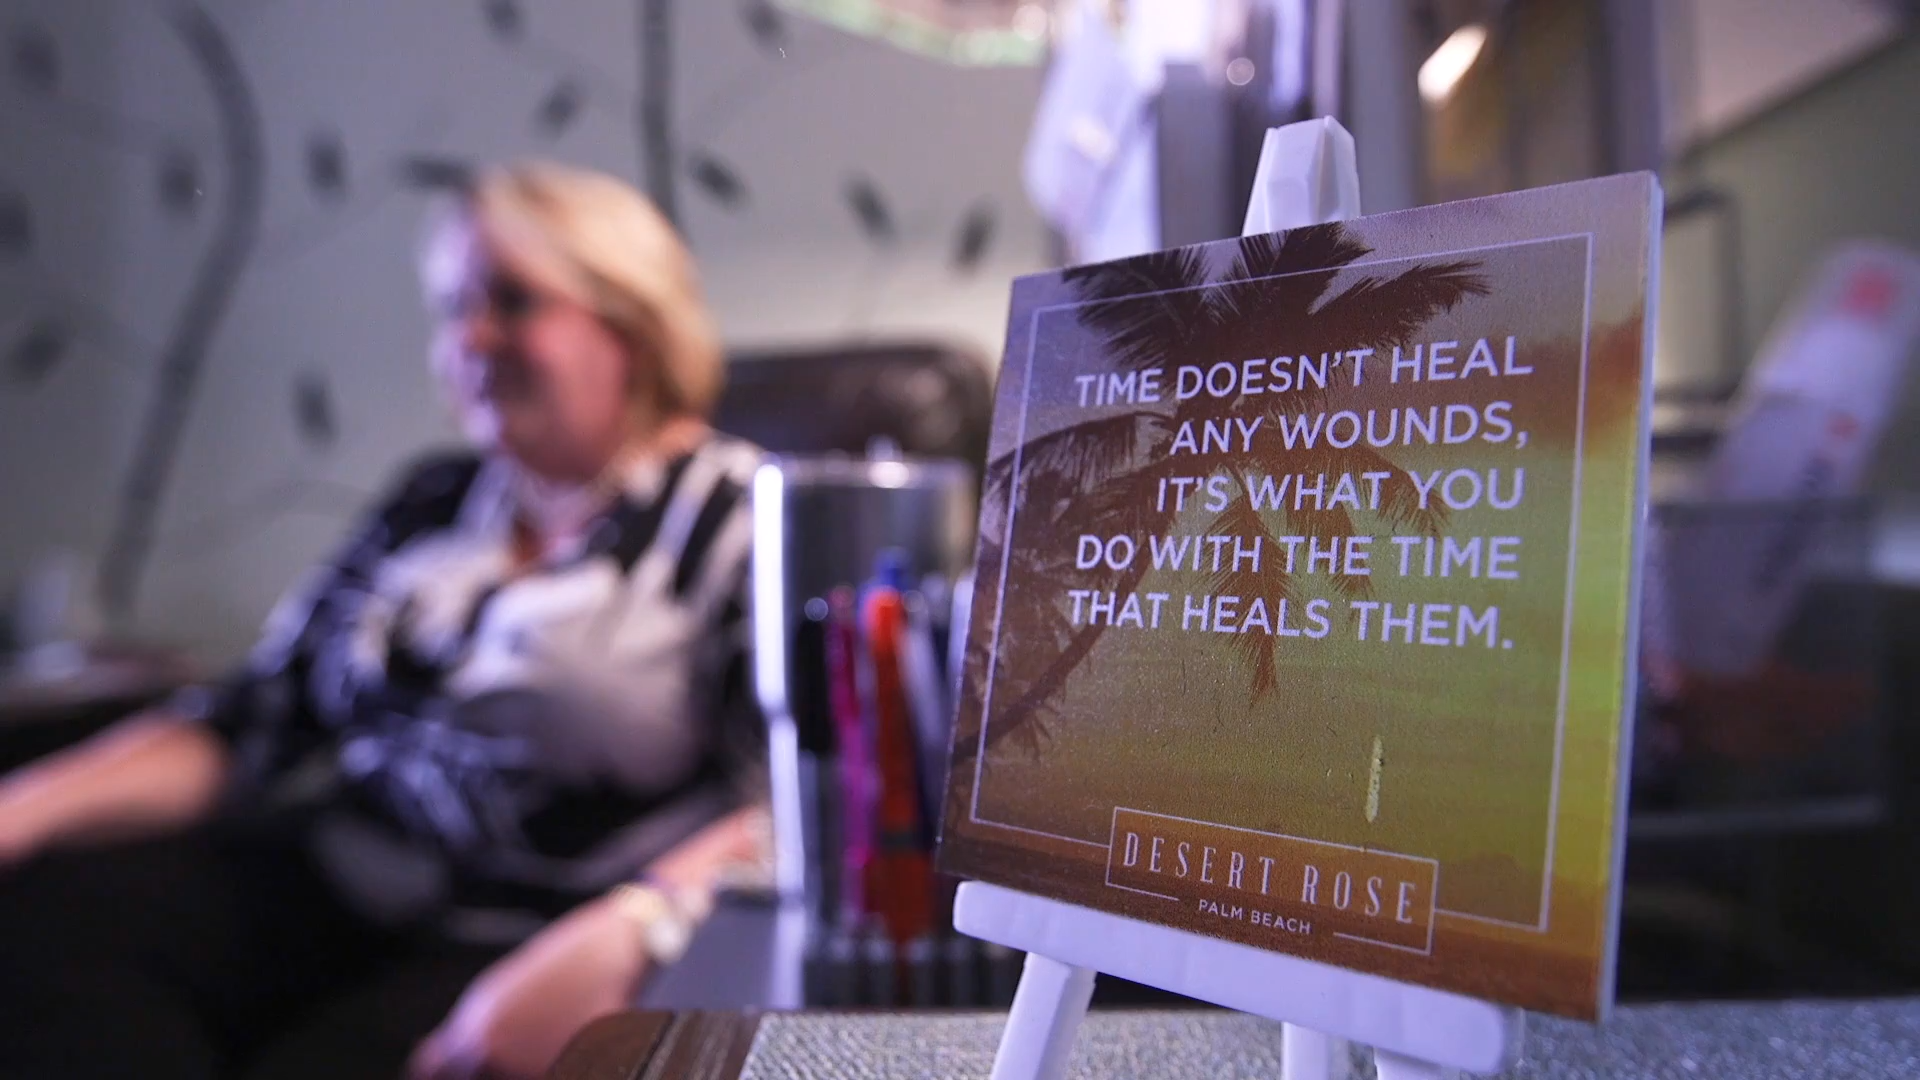 TIME DOESN'T HEAL
ANY WOUNDS,
IT'S WHAT YOU
DO WITH THE TIME
THAT HEALS THEM.
DESERT ROSE
PALM BEACH